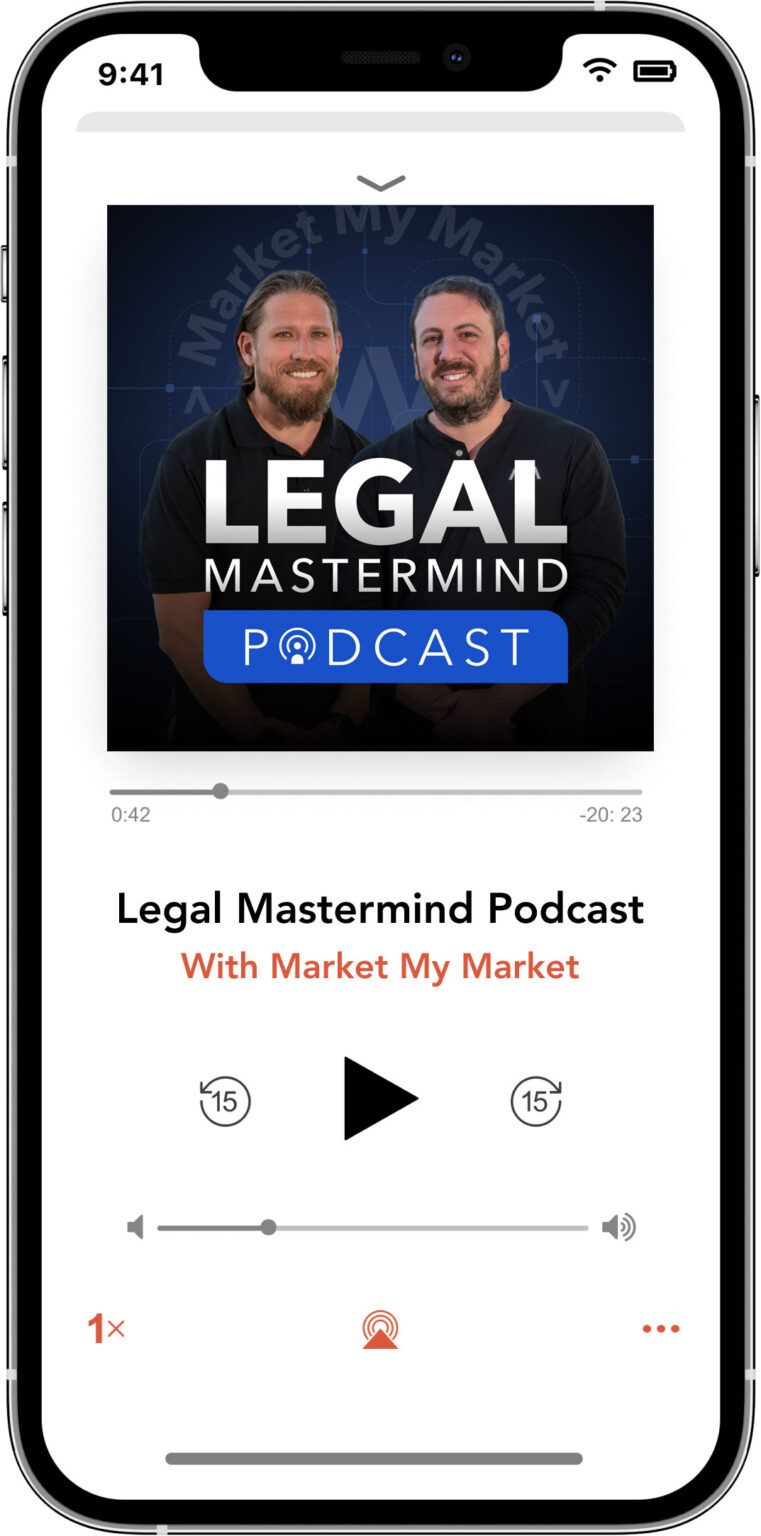 9:41
< Market My Market >
LEGAL
MASTERMIND
PODCAST
0:42
-20: 23
Legal Mastermind Podcast
With Market My Market
15
15
1×